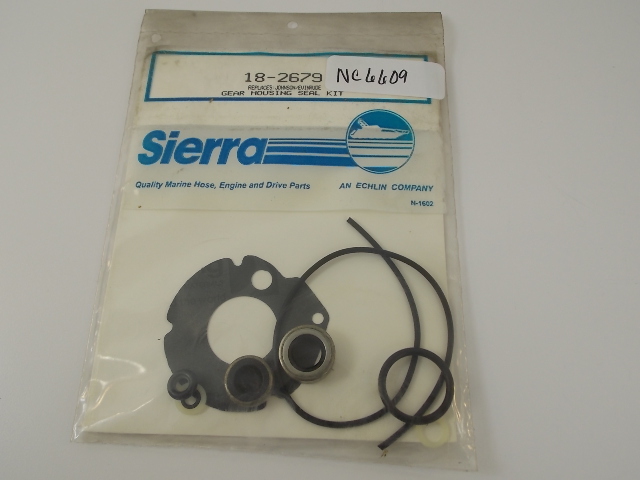 18-2679
NC6609
REPLACES JOHNSON/EVINRUDE
GEAR HOUSING SEAL KIT
Sierra
Quality Marine Hose, Engine and Drive Parts
AN ECHLIN COMPANY
N-1602